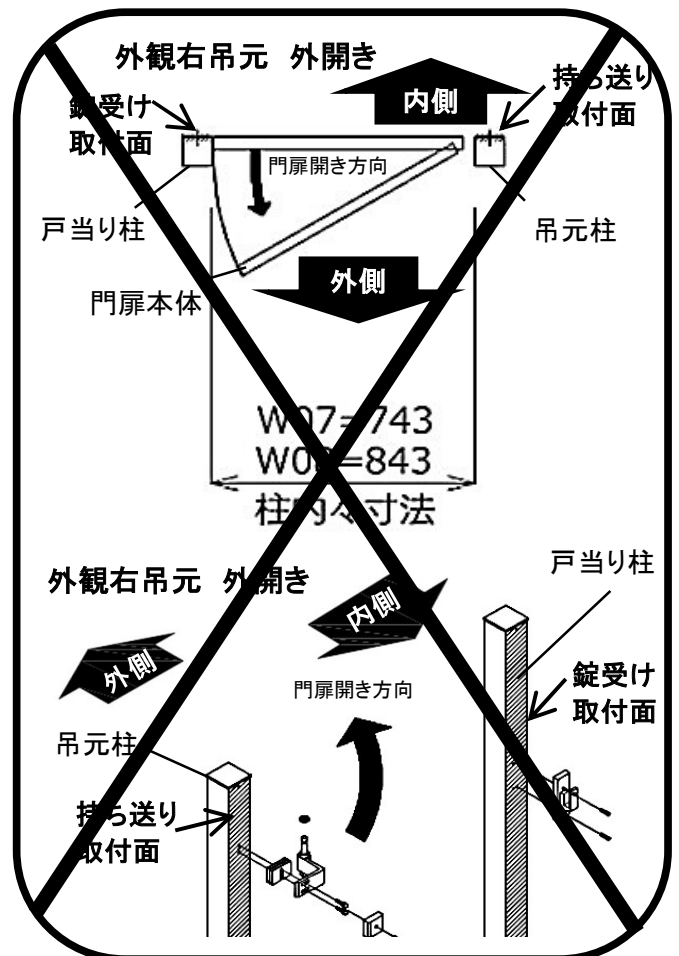 外観右吊元 外開き
内側
持ち送り
取付面
錠受け
取付面
門扉開き方向
戸当り柱
吊元柱
外側
門扉本体
W07=743
W08=843
柱内々寸法
外観右吊元 外開き
戸当り柱
内側
外側
錠受け
取付面
門扉開き方向
吊元柱
持ち送り
取付面